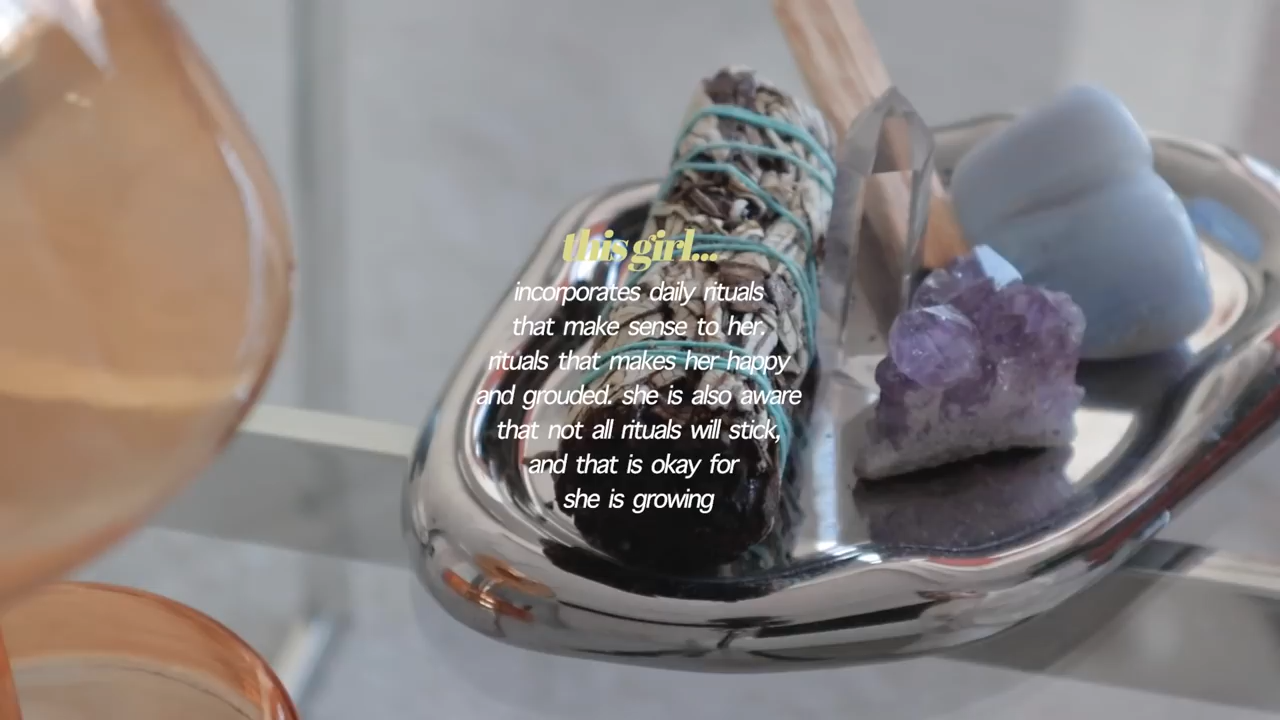 this girl...
incorporates daily rituals
that make sense to her.
rituals that makes her happy
and grouded. she is also aware
that not all rituals will stick,
and that is okay for
she is growing